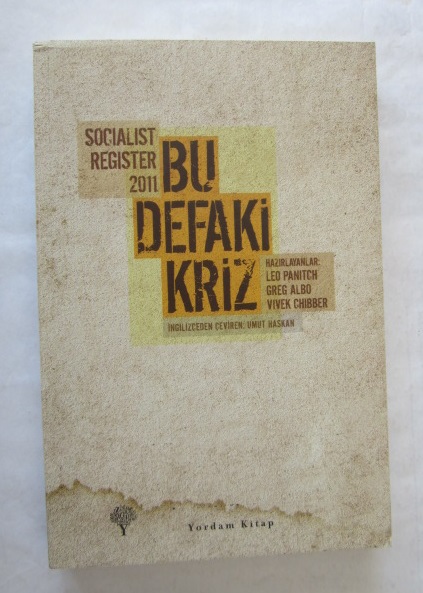 SOCIALIST
REGISTER
2011
BU
DEFAKİ
KRİZ
HAZIRLAYANLAR:
LEO PANITCH
GREG ALBO
VIVEK CHIBBER
İNGİLİZCEDEN ÇEVİREN: UMUT HASKAN
Y
Yordam Kitap